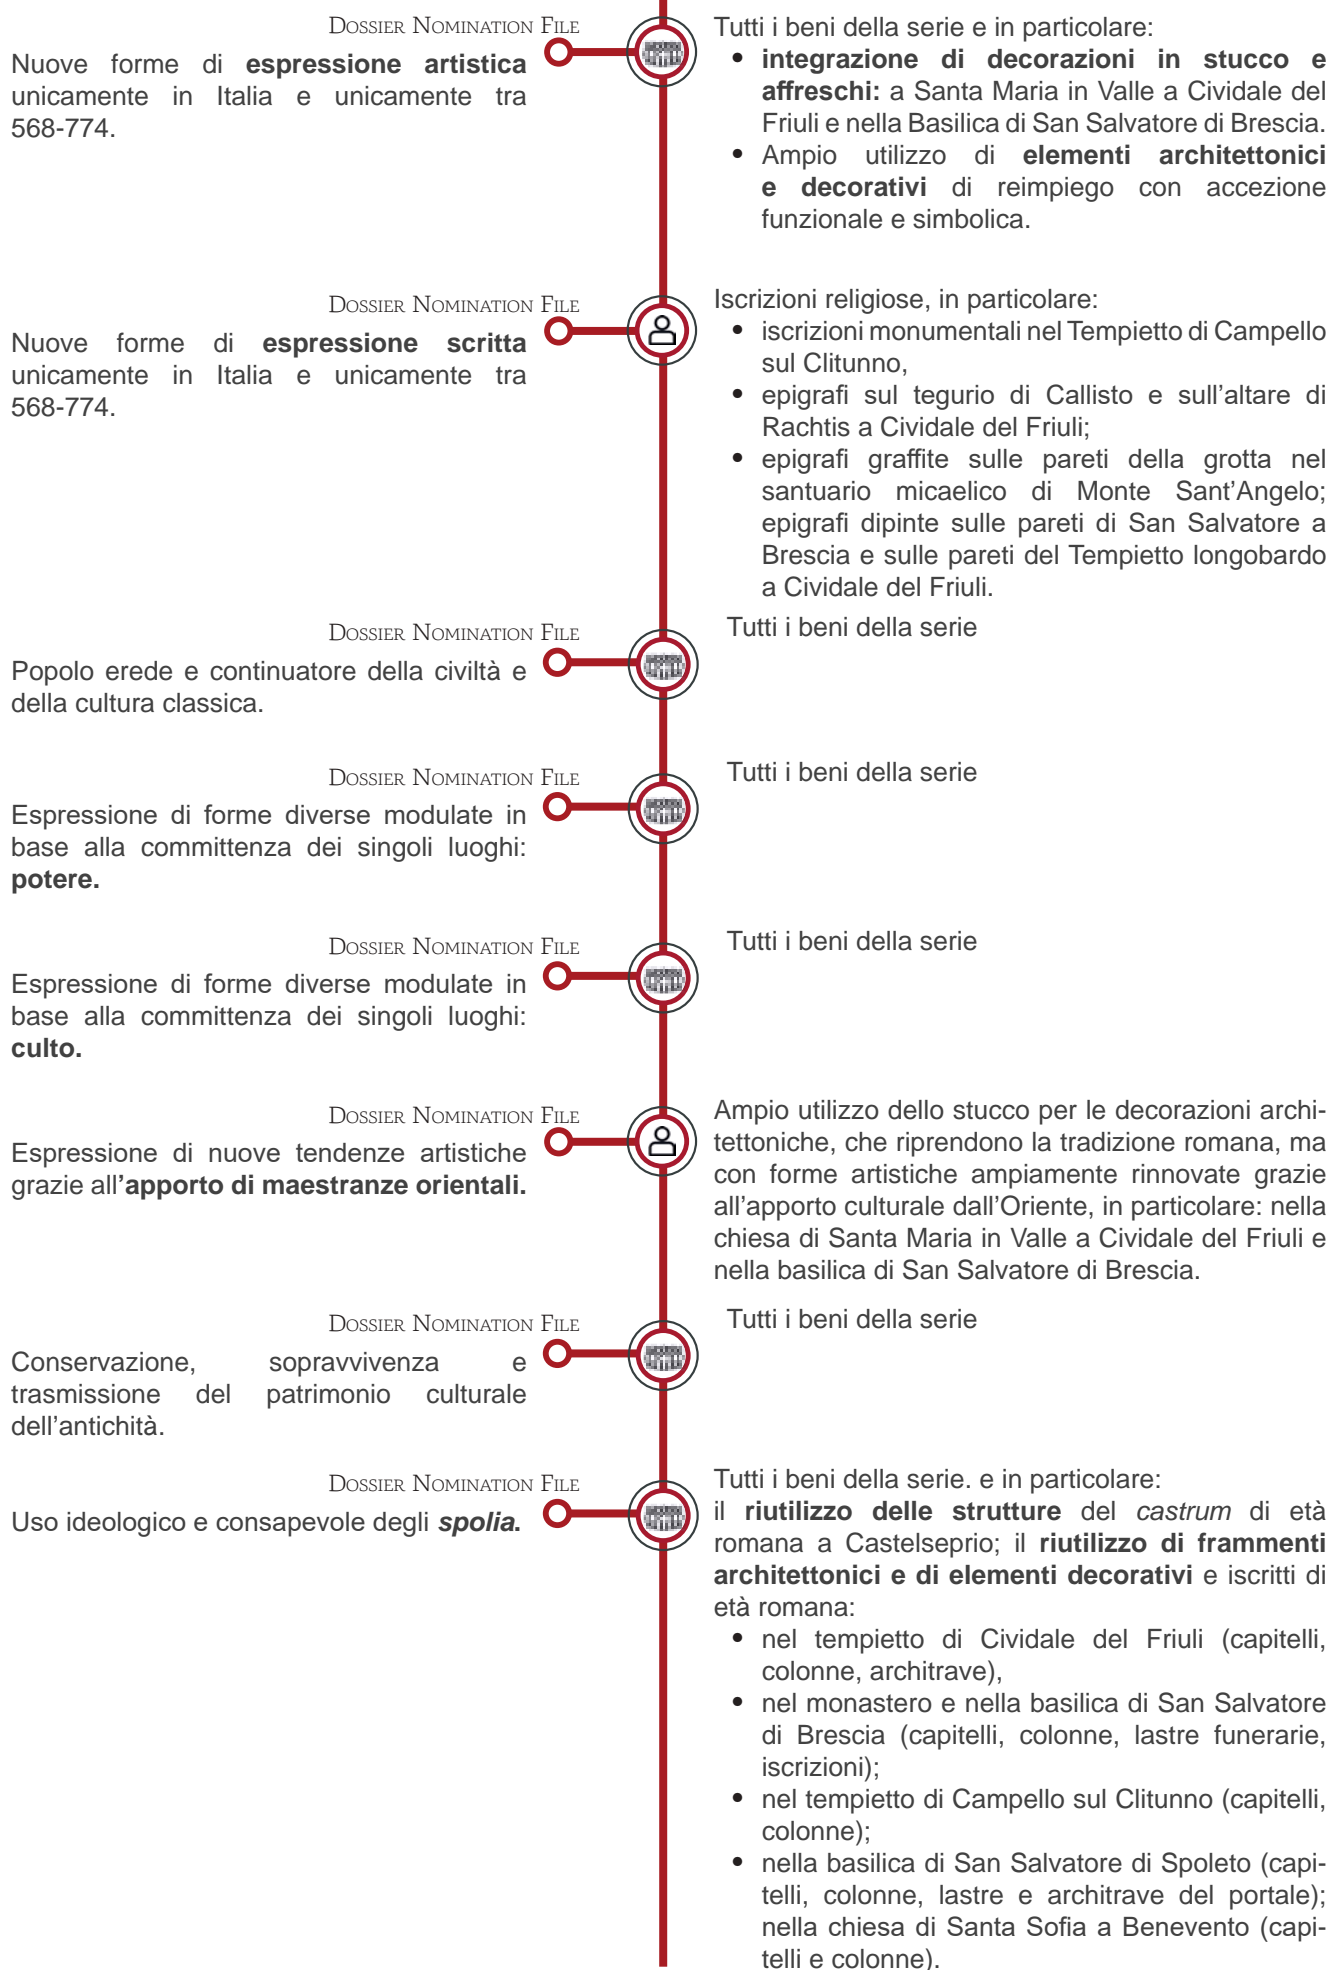 Dossier Nomination File
Nuove forme di espressione artistica
unicamente in Italia e unicamente tra
568-774.
Tutti i beni della serie e in particolare:
• integrazione di decorazioni in stucco e
affreschi: a Santa Maria in Valle a Cividale del
Friuli e nella Basilica di San Salvatore di Brescia.
• Ampio utilizzo di elementi architettonici
e decorativi di reimpiego con accezione
funzionale e simbolica.
Dossier Nomination File
Nuove forme di espressione scritta
unicamente in Italia e unicamente tra
568-774.
Iscrizioni religiose, in particolare:
• iscrizioni monumentali nel Tempietto di Campello
sul Clitunno,
• epigrafi sul tegurio di Callisto e sull'altare di
Rachtis a Cividale del Friuli;
• epigrafi graffite sulle pareti della grotta nel
santuario micaelico di Monte Sant'Angelo;
epigrafi dipinte sulle pareti di San Salvatore a
Brescia e sulle pareti del Tempietto longobardo
a Cividale del Friuli.
Dossier Nomination File
Popolo erede e continuatore della civiltà e
della cultura classica.
Tutti i beni della serie
Dossier Nomination File
Espressione di forme diverse modulate in
base alla committenza dei singoli luoghi:
potere.
Tutti i beni della serie
Dossier Nomination File
Espressione di forme diverse modulate in
base alla committenza dei singoli luoghi:
culto.
Tutti i beni della serie
Dossier Nomination File
Espressione di nuove tendenze artistiche
grazie all'apporto di maestranze orientali.
Ampio utilizzo dello stucco per le decorazioni archi-
tettoniche, che riprendono la tradizione romana, ma
con forme artistiche ampiamente rinnovate grazie
all'apporto culturale dall'Oriente, in particolare: nella
chiesa di Santa Maria in Valle a Cividale del Friuli e
nella basilica di San Salvatore di Brescia.
Dossier Nomination File
Conservazione, sopravvivenza e
trasmissione del patrimonio culturale
dell'antichità.
Tutti i beni della serie
Dossier Nomination File
Uso ideologico e consapevole degli spolia.
Tutti i beni della serie. e in particolare:
il riutilizzo delle strutture del castrum di età
romana a Castelseprio; il riutilizzo di frammenti
architettonici e di elementi decorativi e iscritti di
età romana:
• nel tempietto di Cividale del Friuli (capitelli,
colonne, architrave),
• nel monastero e nella basilica di San Salvatore
di Brescia (capitelli, colonne, lastre funerarie,
iscrizioni);
• nel tempietto di Campello sul Clitunno (capitelli,
colonne);
• nella basilica di San Salvatore di Spoleto (capi-
telli, colonne, lastre e architrave del portale);
nella chiesa di Santa Sofia a Benevento (capi-
telli e colonne).